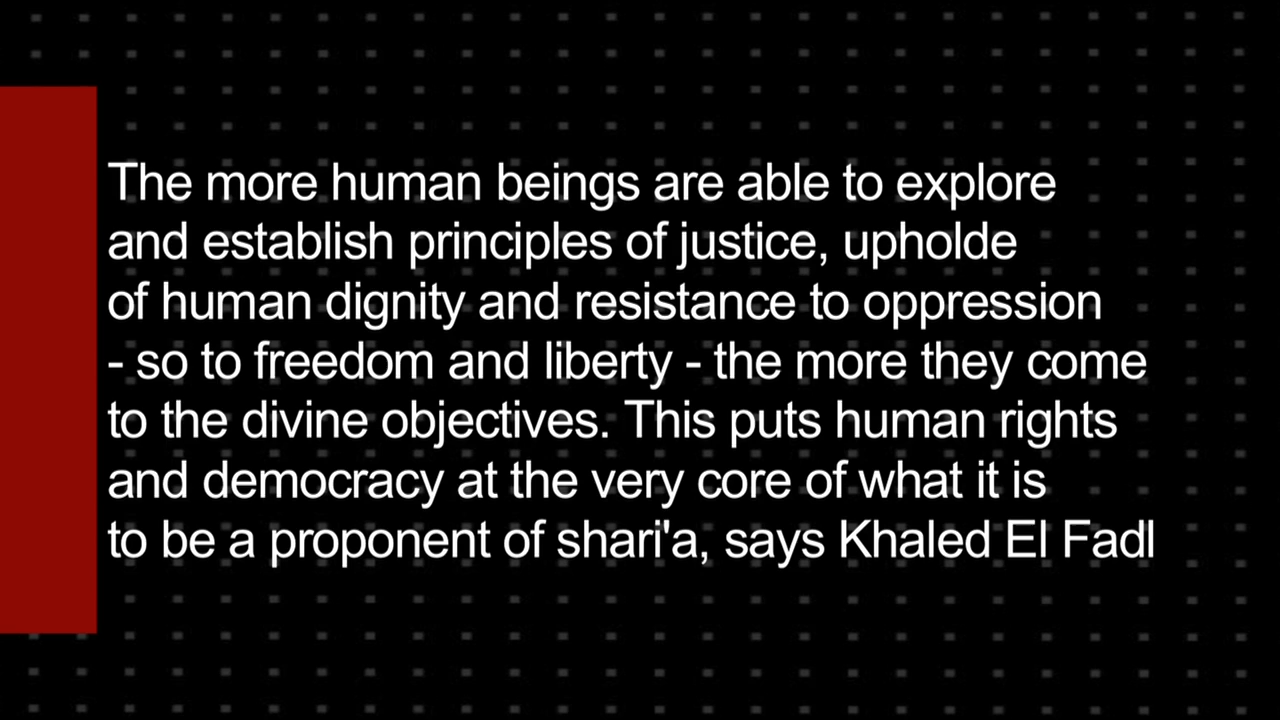 The more human beings are able to explore
and establish principles of justice, upholde
of human dignity and resistance to oppression
- so to freedom and liberty - the more they come
to the divine objectives. This puts human rights
and democracy at the very core of what it is
to be a proponent of shari'a, says Khaled El Fadl